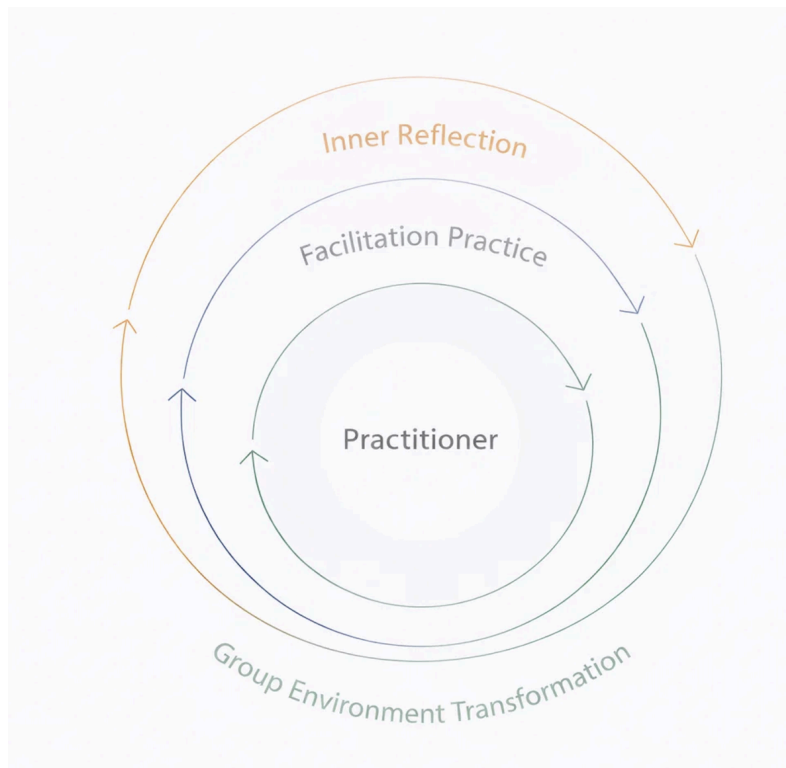 Inner Reflection
Facilitation Practice
Practitioner
Group Environment Transformation